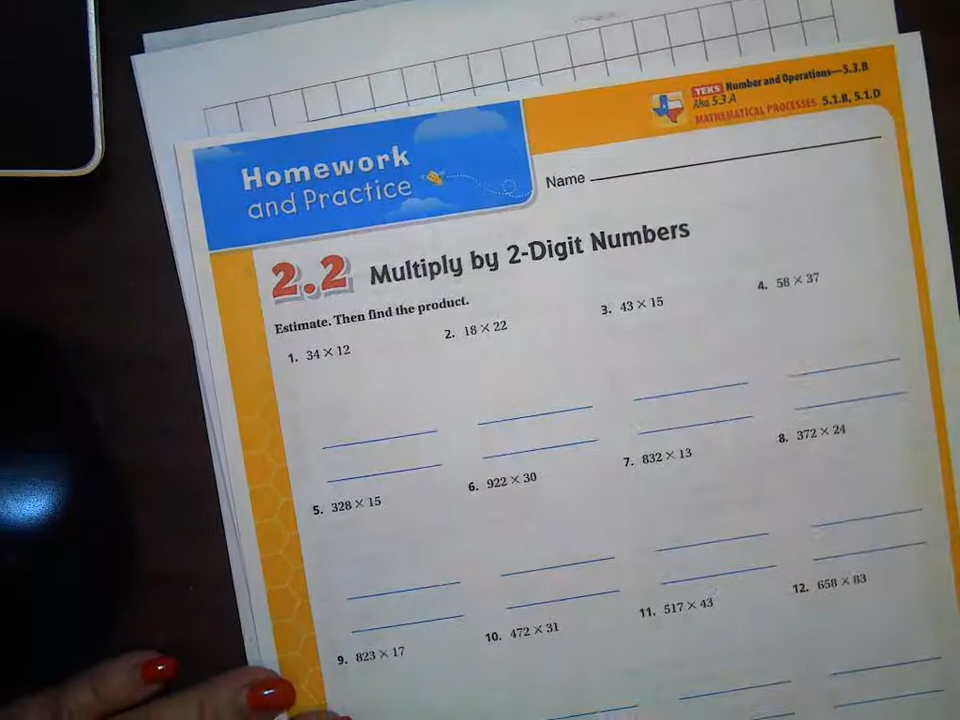 TEKS Number and Operations—5.3.B
Also 5.3.A
MATHEMATICAL PROCESSES 5.1.B, 5.1.D
Homework
and Practice
Name
2.2 Multiply by 2-Digit Numbers
Estimate. Then find the product.
1. 34 × 12
2. 18 × 22
3. 43 × 15
4. 58 × 37
5. 328 × 15
6. 922 × 30
7. 832 × 13
8. 372 × 24
9. 823 × 17
10. 472 × 31
11. 517 × 43
12. 658 × 83